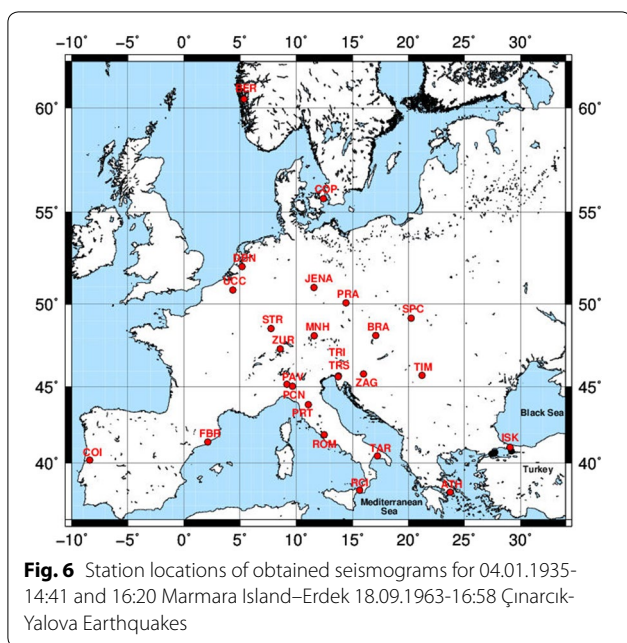 −10° −5° 0° 5° 10° 15° 20° 25° 30°
60° 60°
BER
COP
55° 55°
DBN
UCC
JENA
PRA
50° 50°
SPC
STR
MNH
BRA
ZUR
TRI
TRS
PAV
ZAG
TIM
45° 45°
PCN
PRT
Black Sea
FBR
ROM
ISK
COI
TAR
40° 40°
Turkey
RCI
ATH
Mediterranean
Sea
−10° −5° 0° 5° 10° 15° 20° 25° 30°
Fig. 6 Station locations of obtained seismograms for 04.01.1935-
14:41 and 16:20 Marmara Island–Erdek 18.09.1963-16:58 Çınarcık-
Yalova Earthquakes